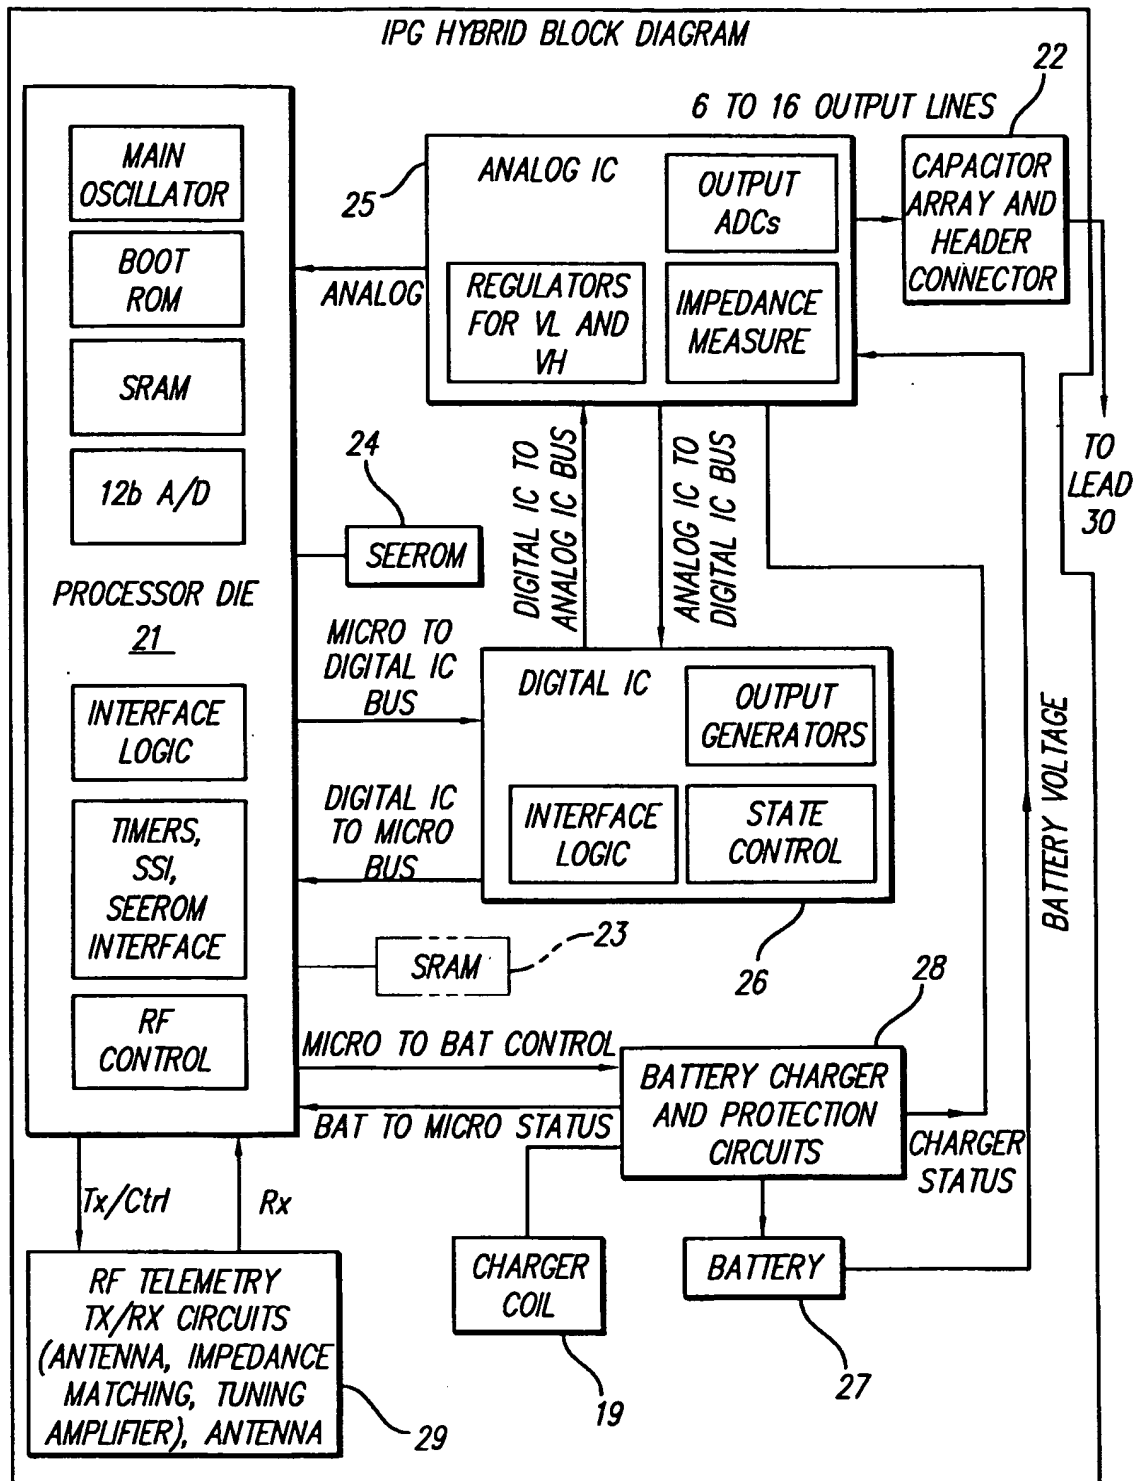 IPG HYBRID BLOCK DIAGRAM
22
6 TO 16 OUTPUT LINES
MAIN
OSCILLATOR
BOOT
ROM
SRAM
12b A/D
PROCESSOR DIE
21
INTERFACE
LOGIC
TIMERS,
SSI,
SEEROM
INTERFACE
RF
CONTROL
25
ANALOG IC
OUTPUT
ADCs
REGULATORS
FOR VL AND
VH
IMPEDANCE
MEASURE
CAPACITOR
ARRAY AND
HEADER
CONNECTOR
ANALOG
TO
LEAD
30
24
SEEROM
DIGITAL IC TO
ANALOG IC BUS
ANALOG IC TO
DIGITAL IC BUS
MICRO TO
DIGITAL IC
BUS
DIGITAL IC
OUTPUT
GENERATORS
INTERFACE
LOGIC
STATE
CONTROL
DIGITAL IC
TO MICRO
BUS
BATTERY VOLTAGE
SRAM
23
26
28
MICRO TO BAT CONTROL
BAT TO MICRO STATUS
BATTERY CHARGER
AND PROTECTION
CIRCUITS
CHARGER
STATUS
Tx/Ctrl
Rx
RF TELEMETRY
TX/RX CIRCUITS
(ANTENNA, IMPEDANCE
MATCHING, TUNING
AMPLIFIER), ANTENNA
29
CHARGER
COIL
19
BATTERY
27